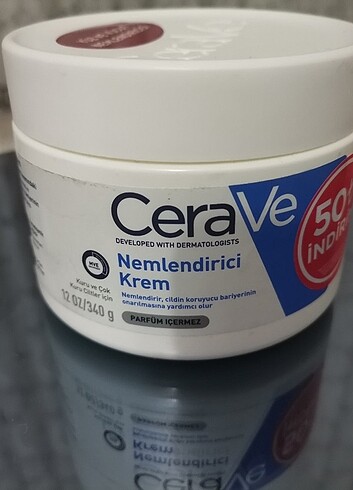 CeraVe
DEVELOPED WITH DERMATOLOGISTS
Nemlendirici
Krem
Nemlendirir, cildin koruyucu bariyerinin
onarılmasına yardımcı olur
PARFÜM İÇERMEZ
Kuru ve Çok
Kuru Ciltler için
12 OZ/340 g
50
İNDİR